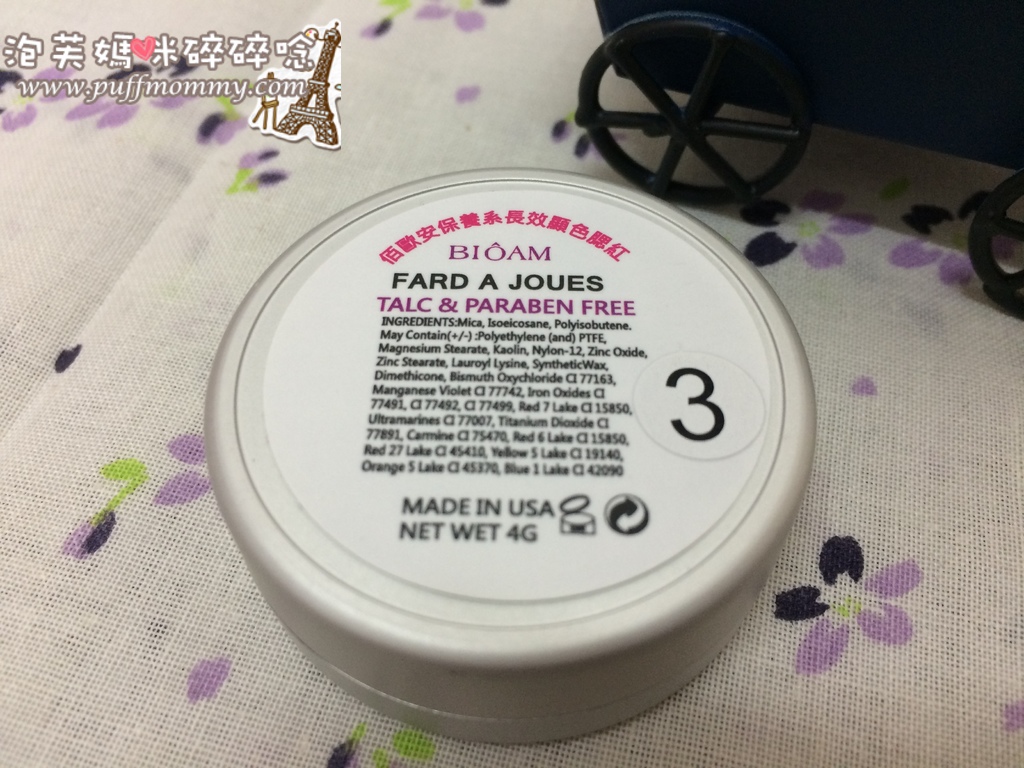 泡芙媽咪碎碎唸
www.puffmommy.com
佰歐安保養系長效顯色腮紅
BIÔAM
FARD A JOUES
TALC & PARABEN FREE
INGREDIENTS:Mica, Isoeicosane, Polyisobutene.
May Contain(+/-) :Polyethylene (and) PTFE,
Magnesium Stearate, Kaolin, Nylon-12, Zinc Oxide,
Zinc Stearate, Lauroyl Lysine, SyntheticWax,
Dimethicone, Bismuth Oxychloride CI 77163,
Manganese Violet CI 77742, Iron Oxides CI
77491, CI 77492, CI 77499, Red 7 Lake CI 15850,
Ultramarines CI 77007, Titanium Dioxide CI
77891, Carmine CI 75470, Red 6 Lake CI 15850,
Red 27 Lake CI 45410, Yellow 5 Lake CI 19140,
Orange 5 Lake CI 45370, Blue 1 Lake CI 42090
3
MADE IN USA
NET WET 4G